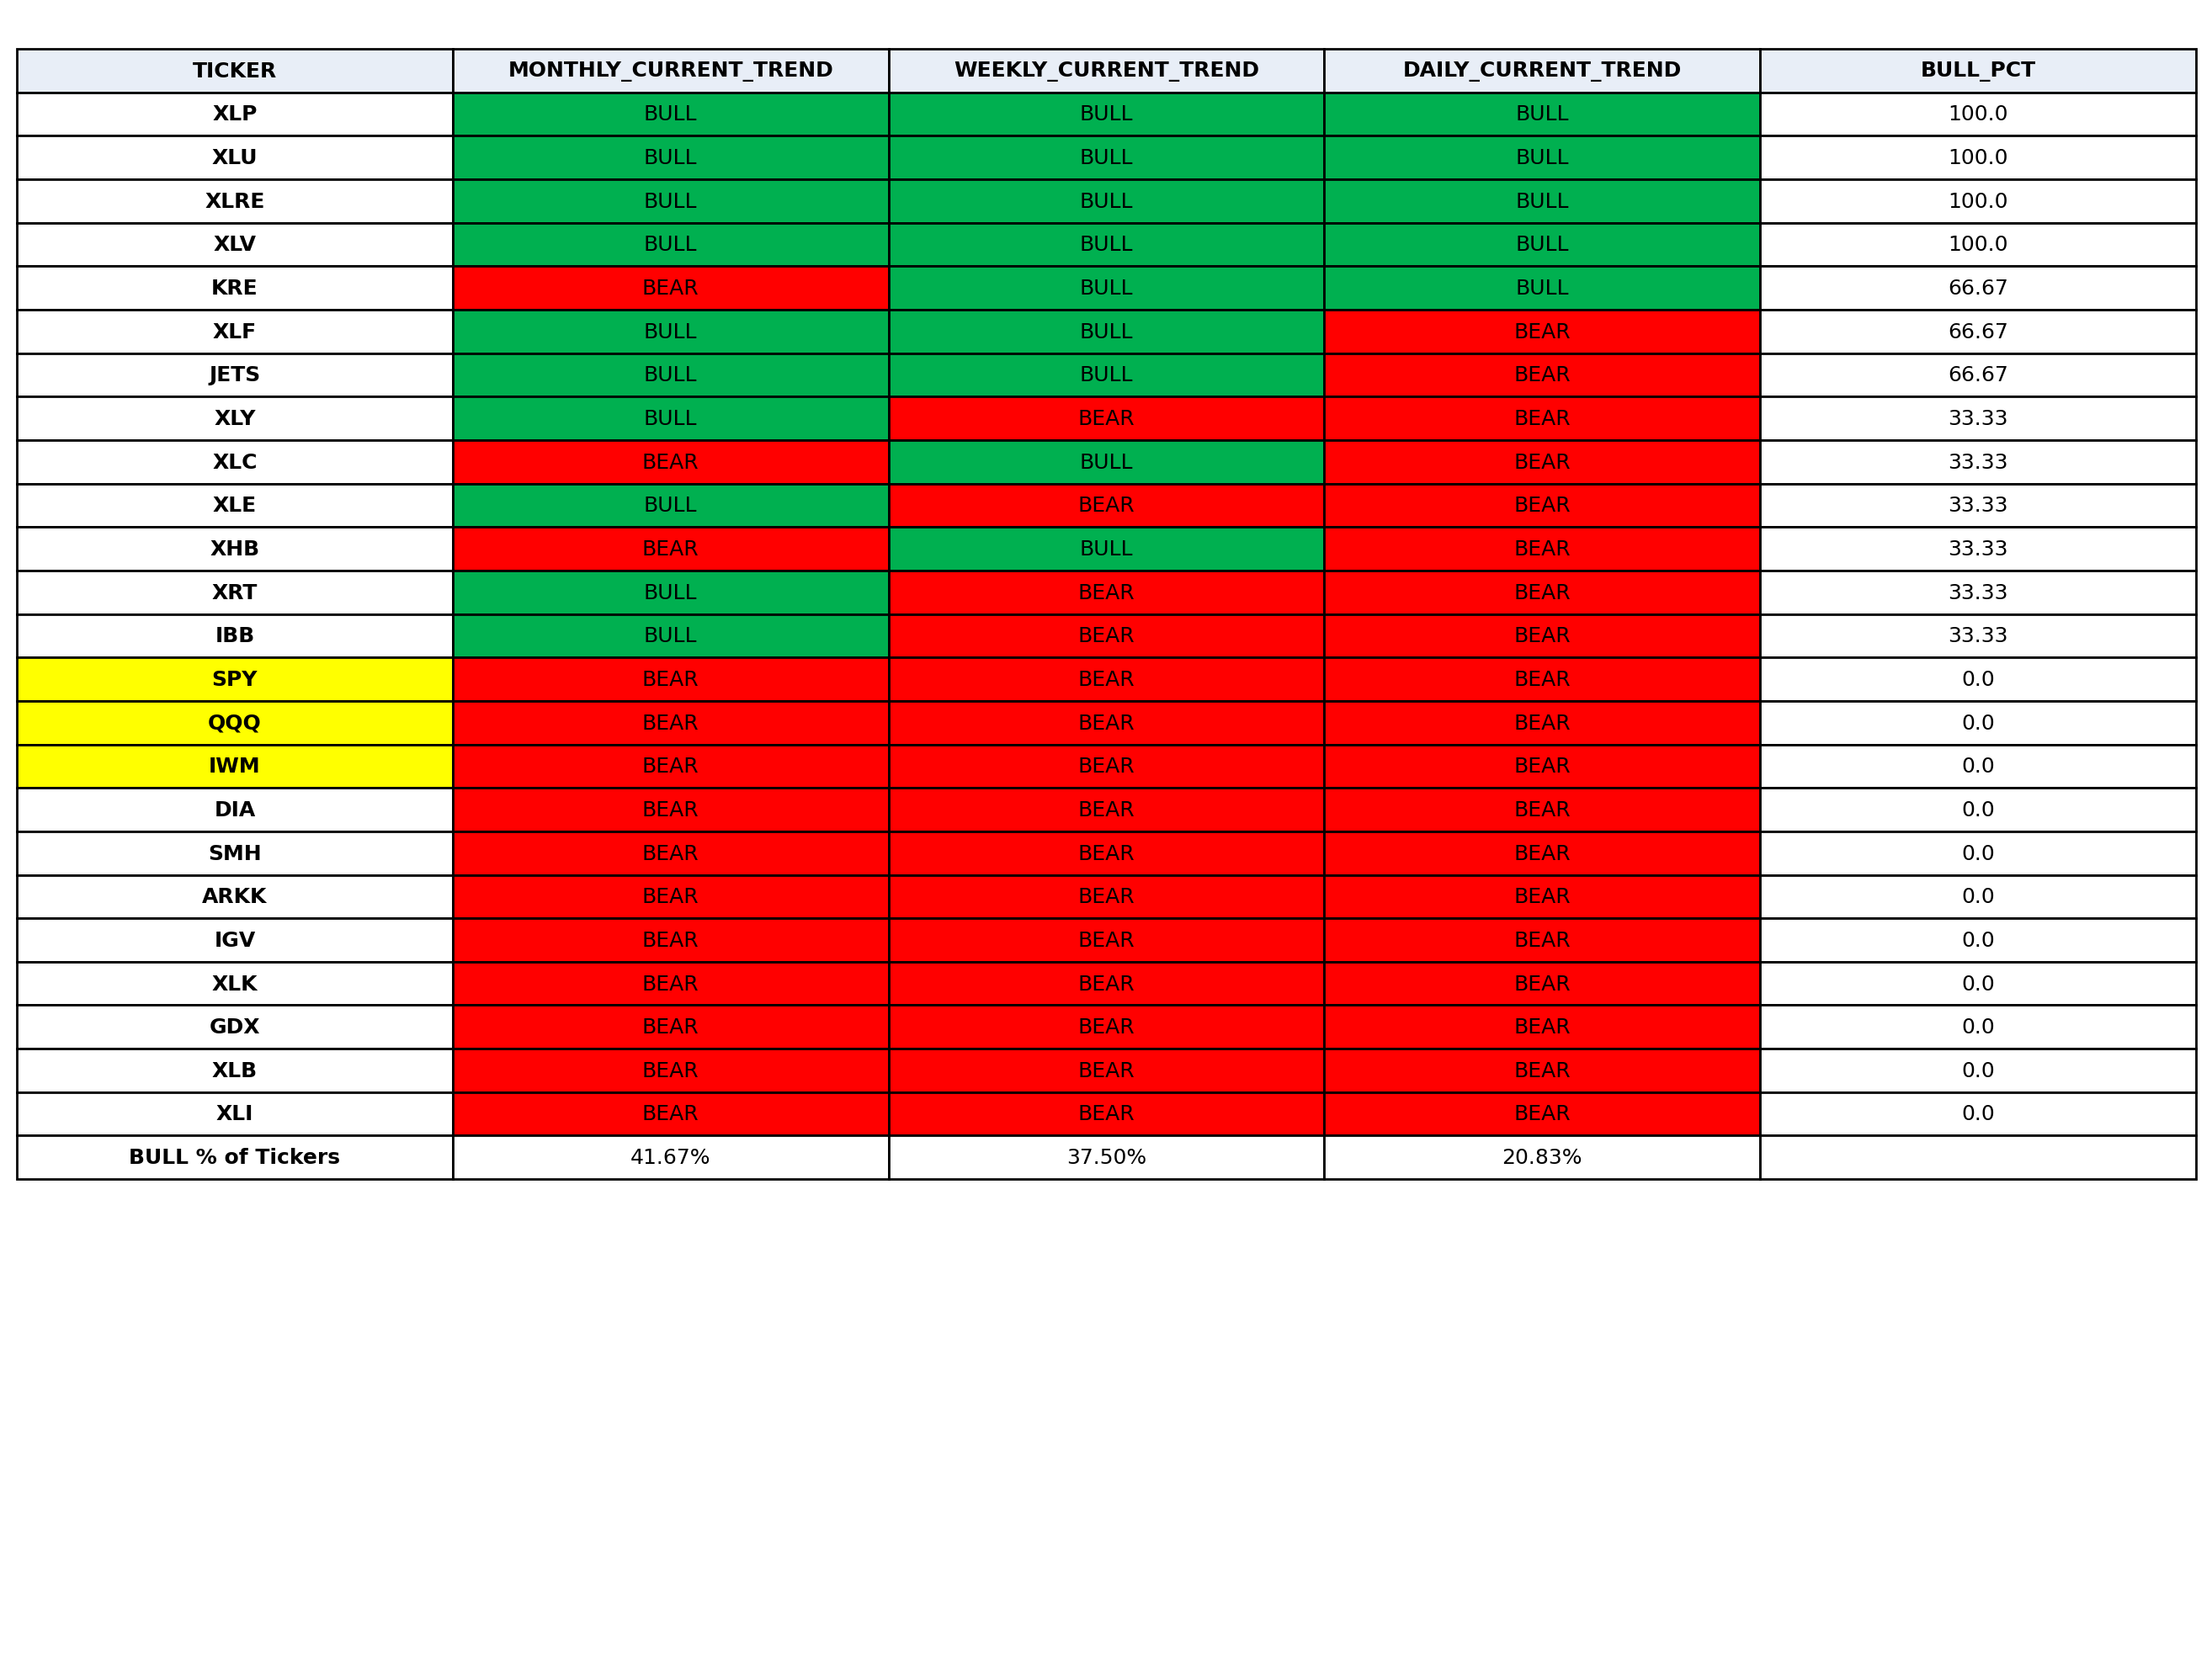 TICKER MONTHLY_CURRENT_TREND WEEKLY_CURRENT_TREND DAILY_CURRENT_TREND BULL_PCT
XLP BULL BULL BULL 100.0
XLU BULL BULL BULL 100.0
XLRE BULL BULL BULL 100.0
XLV BULL BULL BULL 100.0
KRE BEAR BULL BULL 66.67
XLF BULL BULL BEAR 66.67
JETS BULL BULL BEAR 66.67
XLY BULL BEAR BEAR 33.33
XLC BEAR BULL BEAR 33.33
XLE BULL BEAR BEAR 33.33
XHB BEAR BULL BEAR 33.33
XRT BULL BEAR BEAR 33.33
IBB BULL BEAR BEAR 33.33
SPY BEAR BEAR BEAR 0.0
QQQ BEAR BEAR BEAR 0.0
IWM BEAR BEAR BEAR 0.0
DIA BEAR BEAR BEAR 0.0
SMH BEAR BEAR BEAR 0.0
ARKK BEAR BEAR BEAR 0.0
IGV BEAR BEAR BEAR 0.0
XLK BEAR BEAR BEAR 0.0
GDX BEAR BEAR BEAR 0.0
XLB BEAR BEAR BEAR 0.0
XLI BEAR BEAR BEAR 0.0
BULL % of Tickers 41.67% 37.50% 20.83%